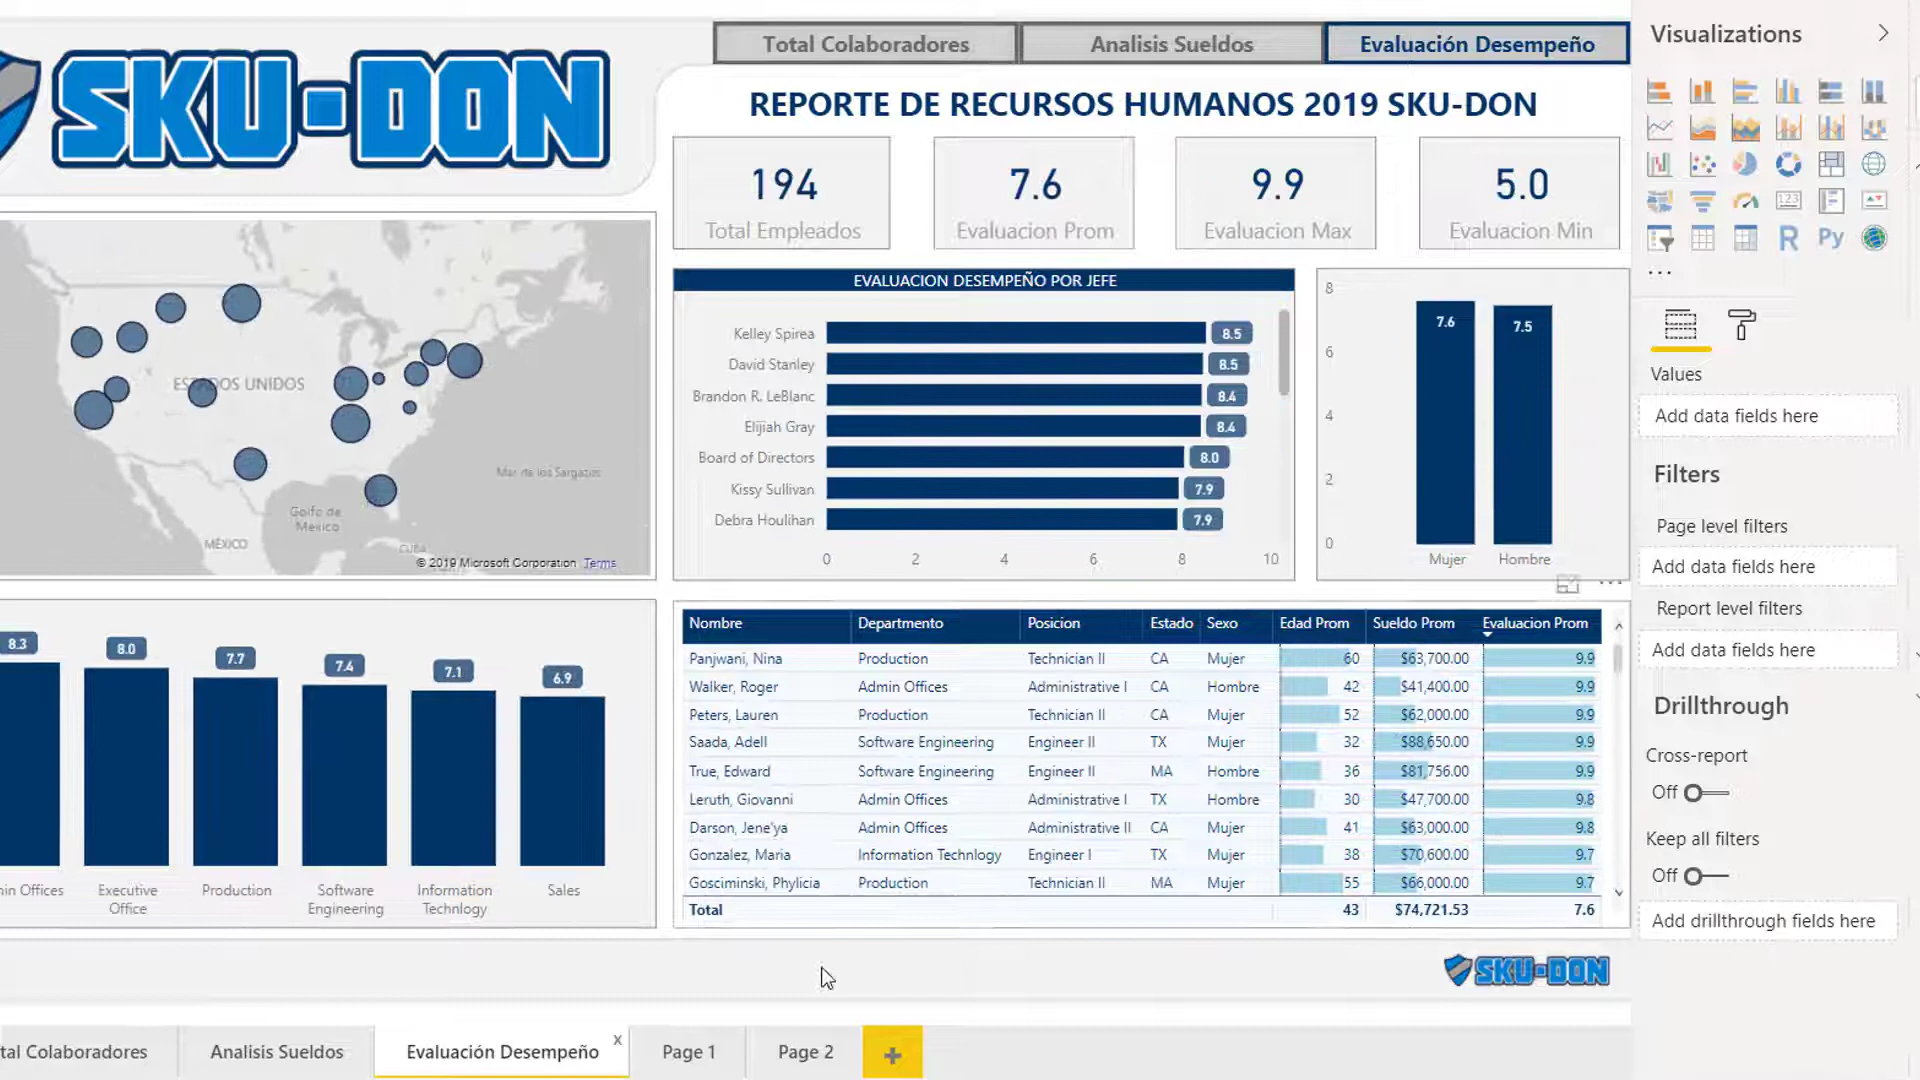 SKU-DON
Total Colaboradores
Analisis Sueldos
Evaluación Desempeño
REPORTE DE RECURSOS HUMANOS 2019 SKU-DON
194
Total Empleados
7.6
Evaluacion Prom
9.9
Evaluacion Max
5.0
Evaluacion Min
ESTADOS UNIDOS
Mar de los Sargazos
Golfo de
Mexico
MÉXICO
CUBA
© 2019 Microsoft Corporation Terms
EVALUACION DESEMPEÑO POR JEFE
Kelley Spirea 8.5
David Stanley 8.5
Brandon R. LeBlanc 8.4
Elijiah Gray 8.4
Board of Directors 8.0
Kissy Sullivan 7.9
Debra Houlihan 7.9
0 2 4 6 8 10
8
6
4
2
0
7.6
7.5
Mujer Hombre
8.3 8.0 7.7 7.4 7.1 6.9
in Offices
Executive
Office
Production
Software
Engineering
Information
Technlogy
Sales
Nombre Departmento Posicion Estado Sexo Edad Prom Sueldo Prom Evaluacion Prom
Panjwani, Nina Production Technician II CA Mujer 60 $63,700.00 9.9
Walker, Roger Admin Offices Administrative I CA Hombre 42 $41,400.00 9.9
Peters, Lauren Production Technician II CA Mujer 52 $62,000.00 9.9
Saada, Adell Software Engineering Engineer II TX Mujer 32 $88,650.00 9.9
True, Edward Software Engineering Engineer II MA Hombre 36 $81,756.00 9.9
Leruth, Giovanni Admin Offices Administrative I TX Hombre 30 $47,700.00 9.8
Darson, Jene'ya Admin Offices Administrative II CA Mujer 41 $63,000.00 9.8
Gonzalez, Maria Information Technlogy Engineer I TX Mujer 38 $70,600.00 9.7
Gosciminski, Phylicia Production Technician II MA Mujer 55 $66,000.00 9.7
Total 43 $74,721.53 7.6
SKU-DON
tal Colaboradores
Analisis Sueldos
Evaluación Desempeño
x
Page 1
Page 2
+
Visualizations
123
R
Py
...
Values
Add data fields here
Filters
Page level filters
Add data fields here
Report level filters
Add data fields here
Drillthrough
Cross-report
Off
Keep all filters
Off
Add drillthrough fields here